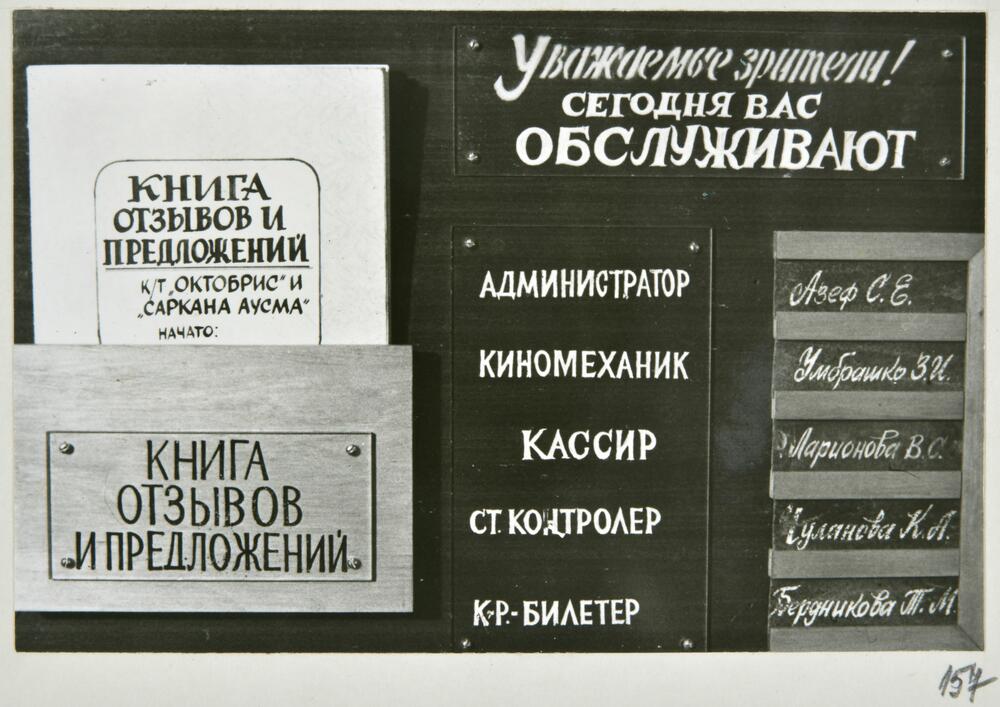 КНИГА
ОТЗЫВОВ И
ПРЕДЛОЖЕНИЙ
К/Т „ОКТОБРИС" И
„САРКАНА АУСМА"
НАЧАТО:
КНИГА
ОТЗЫВОВ
И ПРЕДЛОЖЕНИЙ
Уважаемые зрители!
СЕГОДНЯ ВАС
ОБСЛУЖИВАЮТ
АДМИНИСТРАТОР Азеф С.Е.
КИНОМЕХАНИК Умбрашко З.И.
КАССИР Ларионова В.С.
СТ. КОНТРОЛЕР Чуланова К.А.
К-Р.-БИЛЕТЕР Бердникова Т.М.
157